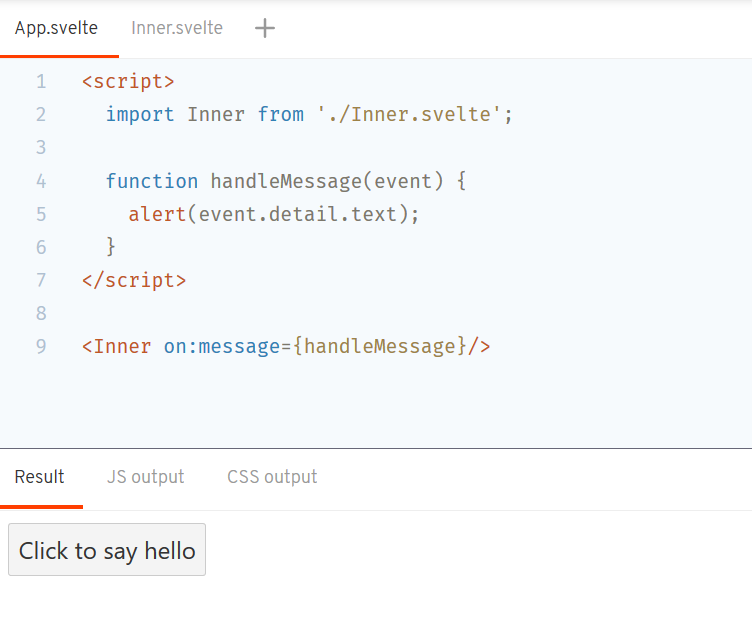 App.svelte Inner.svelte +
1 <script>
2   import Inner from './Inner.svelte';
3
4   function handleMessage(event) {
5     alert(event.detail.text);
6   }
7 </script>
8
9 <Inner on:message={handleMessage}/>
Result JS output CSS output
Click to say hello